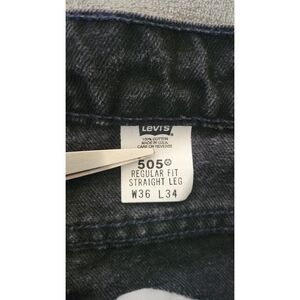 Levi's
100% COTTON
MADE IN U.S.A.
CARE ON REVERSE
505®
REGULAR FIT
STRAIGHT LEG
W36 L34